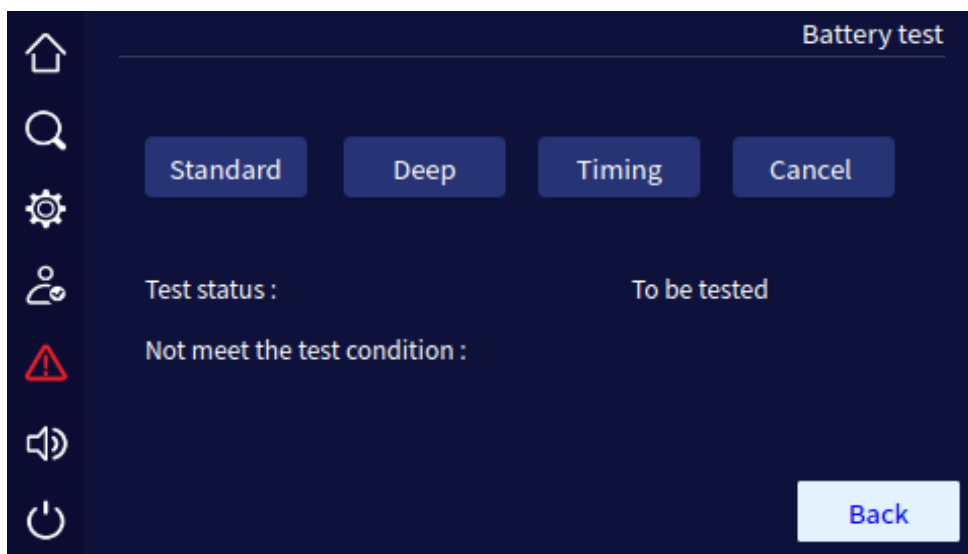 Battery test
Standard Deep Timing Cancel
Test status : To be tested
Not meet the test condition :
Back